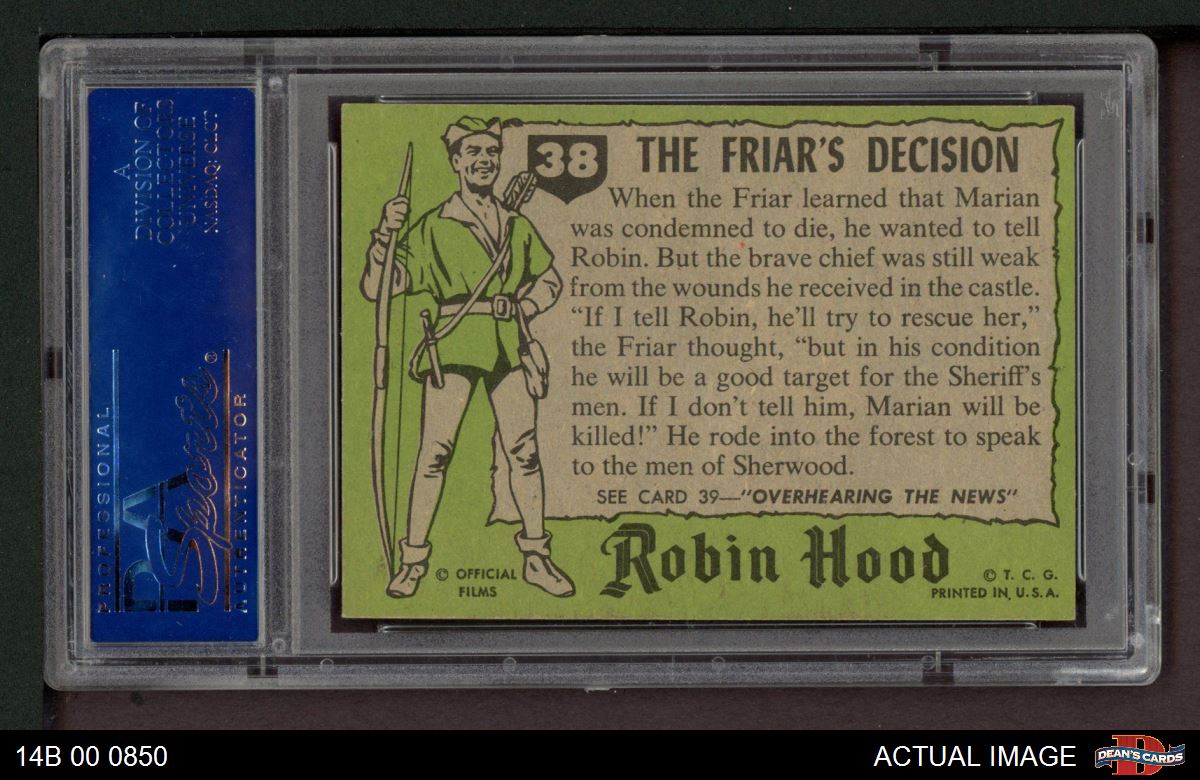 A
DIVISION OF
COLLECTORS
UNIVERSE
NASDAQ: CLCT
PROFESSIONAL
PSA
Sports®
AUTHENTICATOR
38
THE FRIAR'S DECISION
When the Friar learned that Marian
was condemned to die, he wanted to tell
Robin. But the brave chief was still weak
from the wounds he received in the castle.
“If I tell Robin, he'll try to rescue her,”
the Friar thought, “but in his condition
he will be a good target for the Sheriff's
men. If I don't tell him, Marian will be
killed!” He rode into the forest to speak
to the men of Sherwood.
SEE CARD 39—“OVERHEARING THE NEWS”
Robin Hood
© OFFICIAL
FILMS
© T. C. G.
PRINTED IN U.S.A.
14B 00 0850
ACTUAL IMAGE
D
DEAN'S CARDS